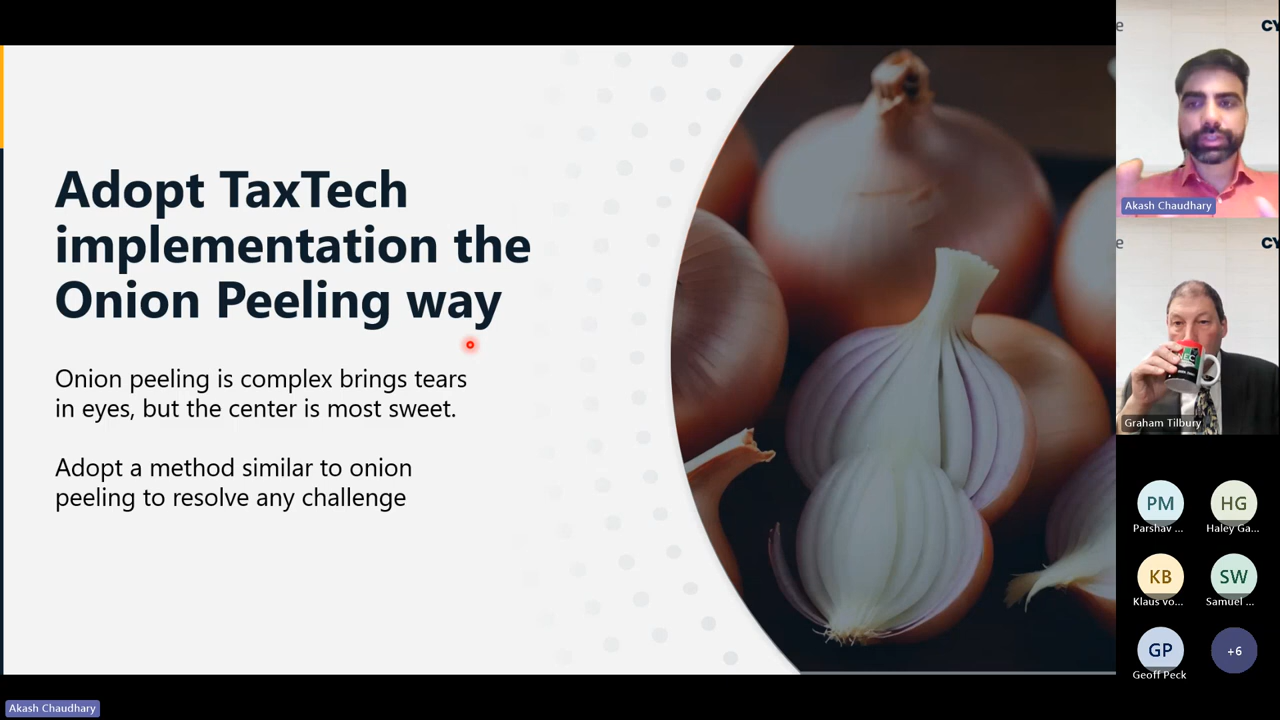 Adopt TaxTech
implementation the
Onion Peeling way
Onion peeling is complex brings tears
in eyes, but the center is most sweet.
Adopt a method similar to onion
peeling to resolve any challenge
Akash Chaudhary
e
CY
Akash Chaudhary
e
CY
Graham Tilbury
PM
HG
Parshav ...
Haley Ga...
KB
SW
Klaus vo...
Samuel ...
GP
+6
Geoff Peck